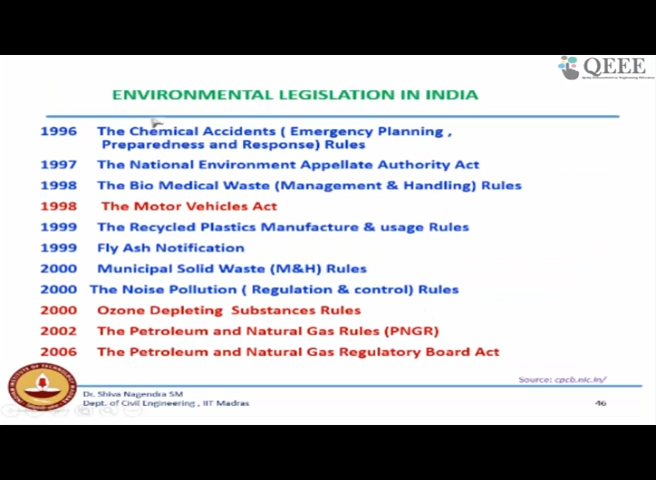 QEEE
ENVIRONMENTAL LEGISLATION IN INDIA
1996 The Chemical Accidents ( Emergency Planning ,
Preparedness and Response) Rules
1997 The National Environment Appellate Authority Act
1998 The Bio Medical Waste (Management & Handling) Rules
1998 The Motor Vehicles Act
1999 The Recycled Plastics Manufacture & usage Rules
1999 Fly Ash Notification
2000 Municipal Solid Waste (M&H) Rules
2000 The Noise Pollution ( Regulation & control) Rules
2000 Ozone Depleting Substances Rules
2002 The Petroleum and Natural Gas Rules (PNGR)
2006 The Petroleum and Natural Gas Regulatory Board Act
Source: cpcb.nic.in/
Dr. Shiva Nagendra SM
Dept. of Civil Engineering , IIT Madras
46